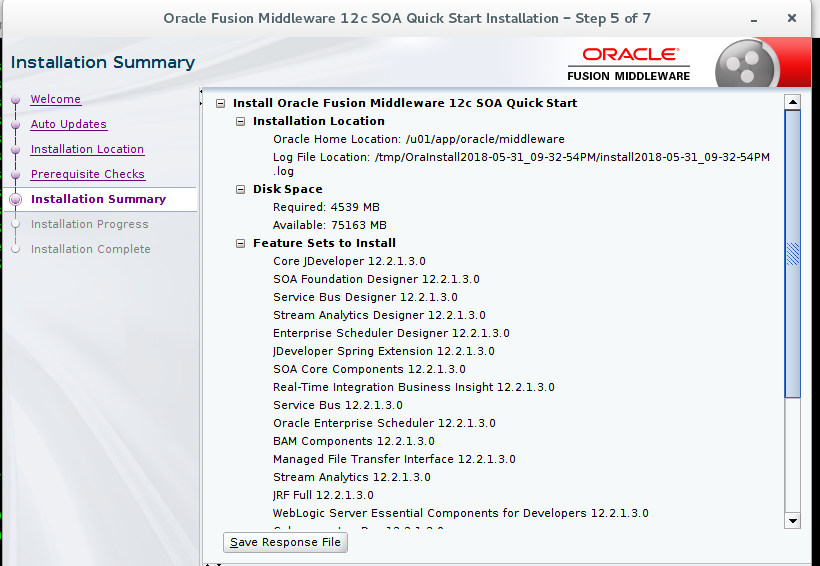 Oracle Fusion Middleware 12c SOA Quick Start Installation – Step 5 of 7
Installation Summary
ORACLE
FUSION MIDDLEWARE
Welcome
Auto Updates
Installation Location
Prerequisite Checks
Installation Summary
Installation Progress
Installation Complete
Install Oracle Fusion Middleware 12c SOA Quick Start
Installation Location
Oracle Home Location: /u01/app/oracle/middleware
Log File Location: /tmp/OraInstall2018-05-31_09-32-54PM/install2018-05-31_09-32-54PM
.log
Disk Space
Required: 4539 MB
Available: 75163 MB
Feature Sets to Install
Core JDeveloper 12.2.1.3.0
SOA Foundation Designer 12.2.1.3.0
Service Bus Designer 12.2.1.3.0
Stream Analytics Designer 12.2.1.3.0
Enterprise Scheduler Designer 12.2.1.3.0
JDeveloper Spring Extension 12.2.1.3.0
SOA Core Components 12.2.1.3.0
Real-Time Integration Business Insight 12.2.1.3.0
Service Bus 12.2.1.3.0
Oracle Enterprise Scheduler 12.2.1.3.0
BAM Components 12.2.1.3.0
Managed File Transfer Interface 12.2.1.3.0
Stream Analytics 12.2.1.3.0
JRF Full 12.2.1.3.0
WebLogic Server Essential Components for Developers 12.2.1.3.0
Save Response File